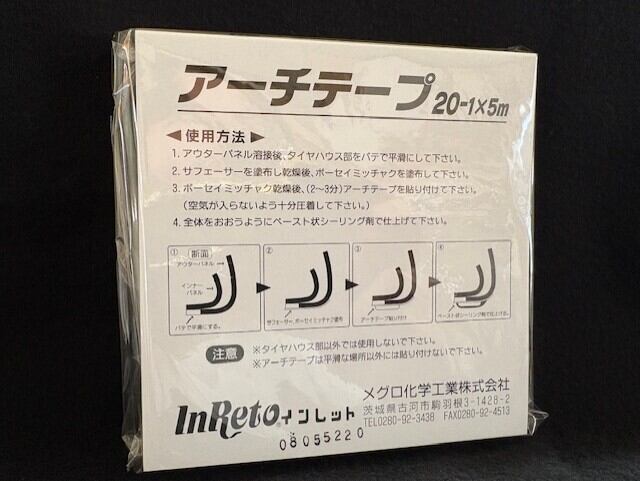 アーチテープ 20-1×5m
◀使用方法▶
1. アウターパネル溶接後、タイヤハウス部をパテで平滑にして下さい。
2. サフェーサーを塗布し乾燥後、ボーセイミッチャクを塗布して下さい。
3. ボーセイミッチャク乾燥後、(2〜3分)アーチテープを貼り付けて下さい。
(空気が入らないよう十分圧着して下さい。)
4. 全体をおおうようにペースト状シーリング剤で仕上げて下さい。
① 断面
アウターパネル→
インナーパネル
パテで平滑にする。
②
サフェーサー、ボーセイミッチャク塗布
③
アーチテープ貼り付け
④
ペースト状シーリング剤で仕上げる。
注意 ※タイヤハウス部以外では使用しないで下さい。
※アーチテープは平滑な場所以外には貼り付けないで下さい。
InReto インレット
08055220
メグロ化学工業株式会社
茨城県古河市駒羽根3-1428-2
TEL0280-92-3438 FAX0280-92-4513